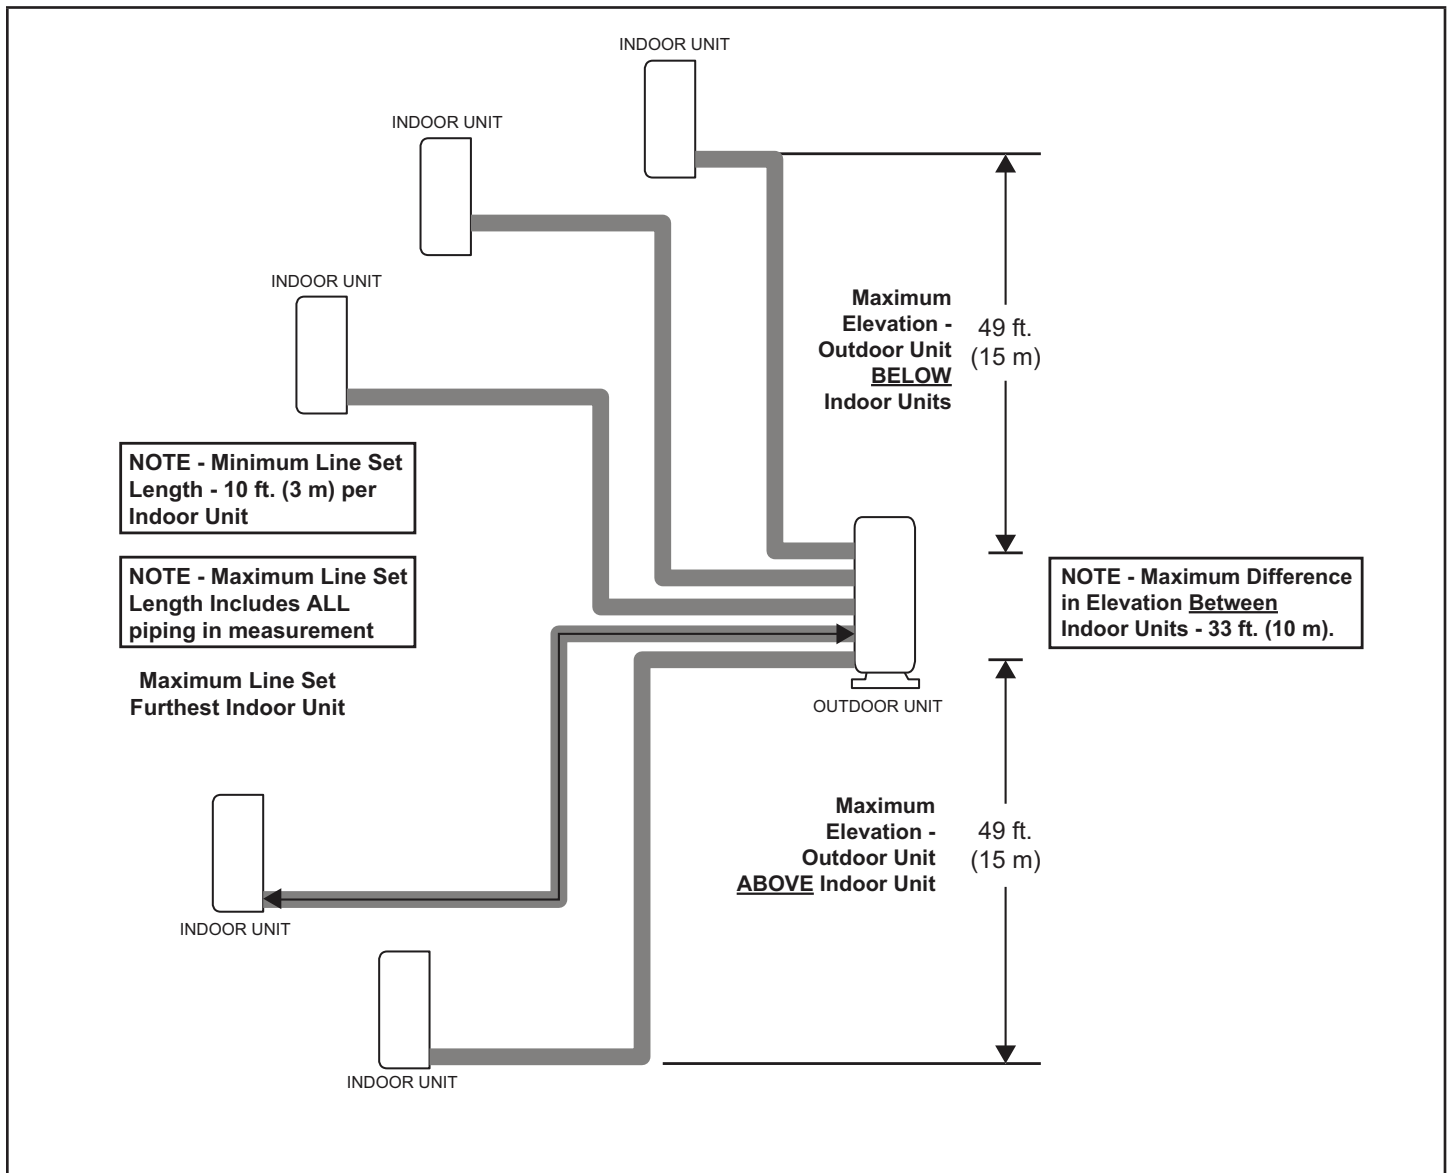 INDOOR UNIT
INDOOR UNIT
INDOOR UNIT
Maximum
Elevation -
Outdoor Unit
BELOW
Indoor Units
49 ft.
(15 m)
NOTE - Minimum Line Set
Length - 10 ft. (3 m) per
Indoor Unit
NOTE - Maximum Line Set
Length Includes ALL
piping in measurement
NOTE - Maximum Difference
in Elevation Between
Indoor Units - 33 ft. (10 m).
Maximum Line Set
Furthest Indoor Unit
OUTDOOR UNIT
Maximum
Elevation -
Outdoor Unit
ABOVE Indoor Unit
49 ft.
(15 m)
INDOOR UNIT
INDOOR UNIT